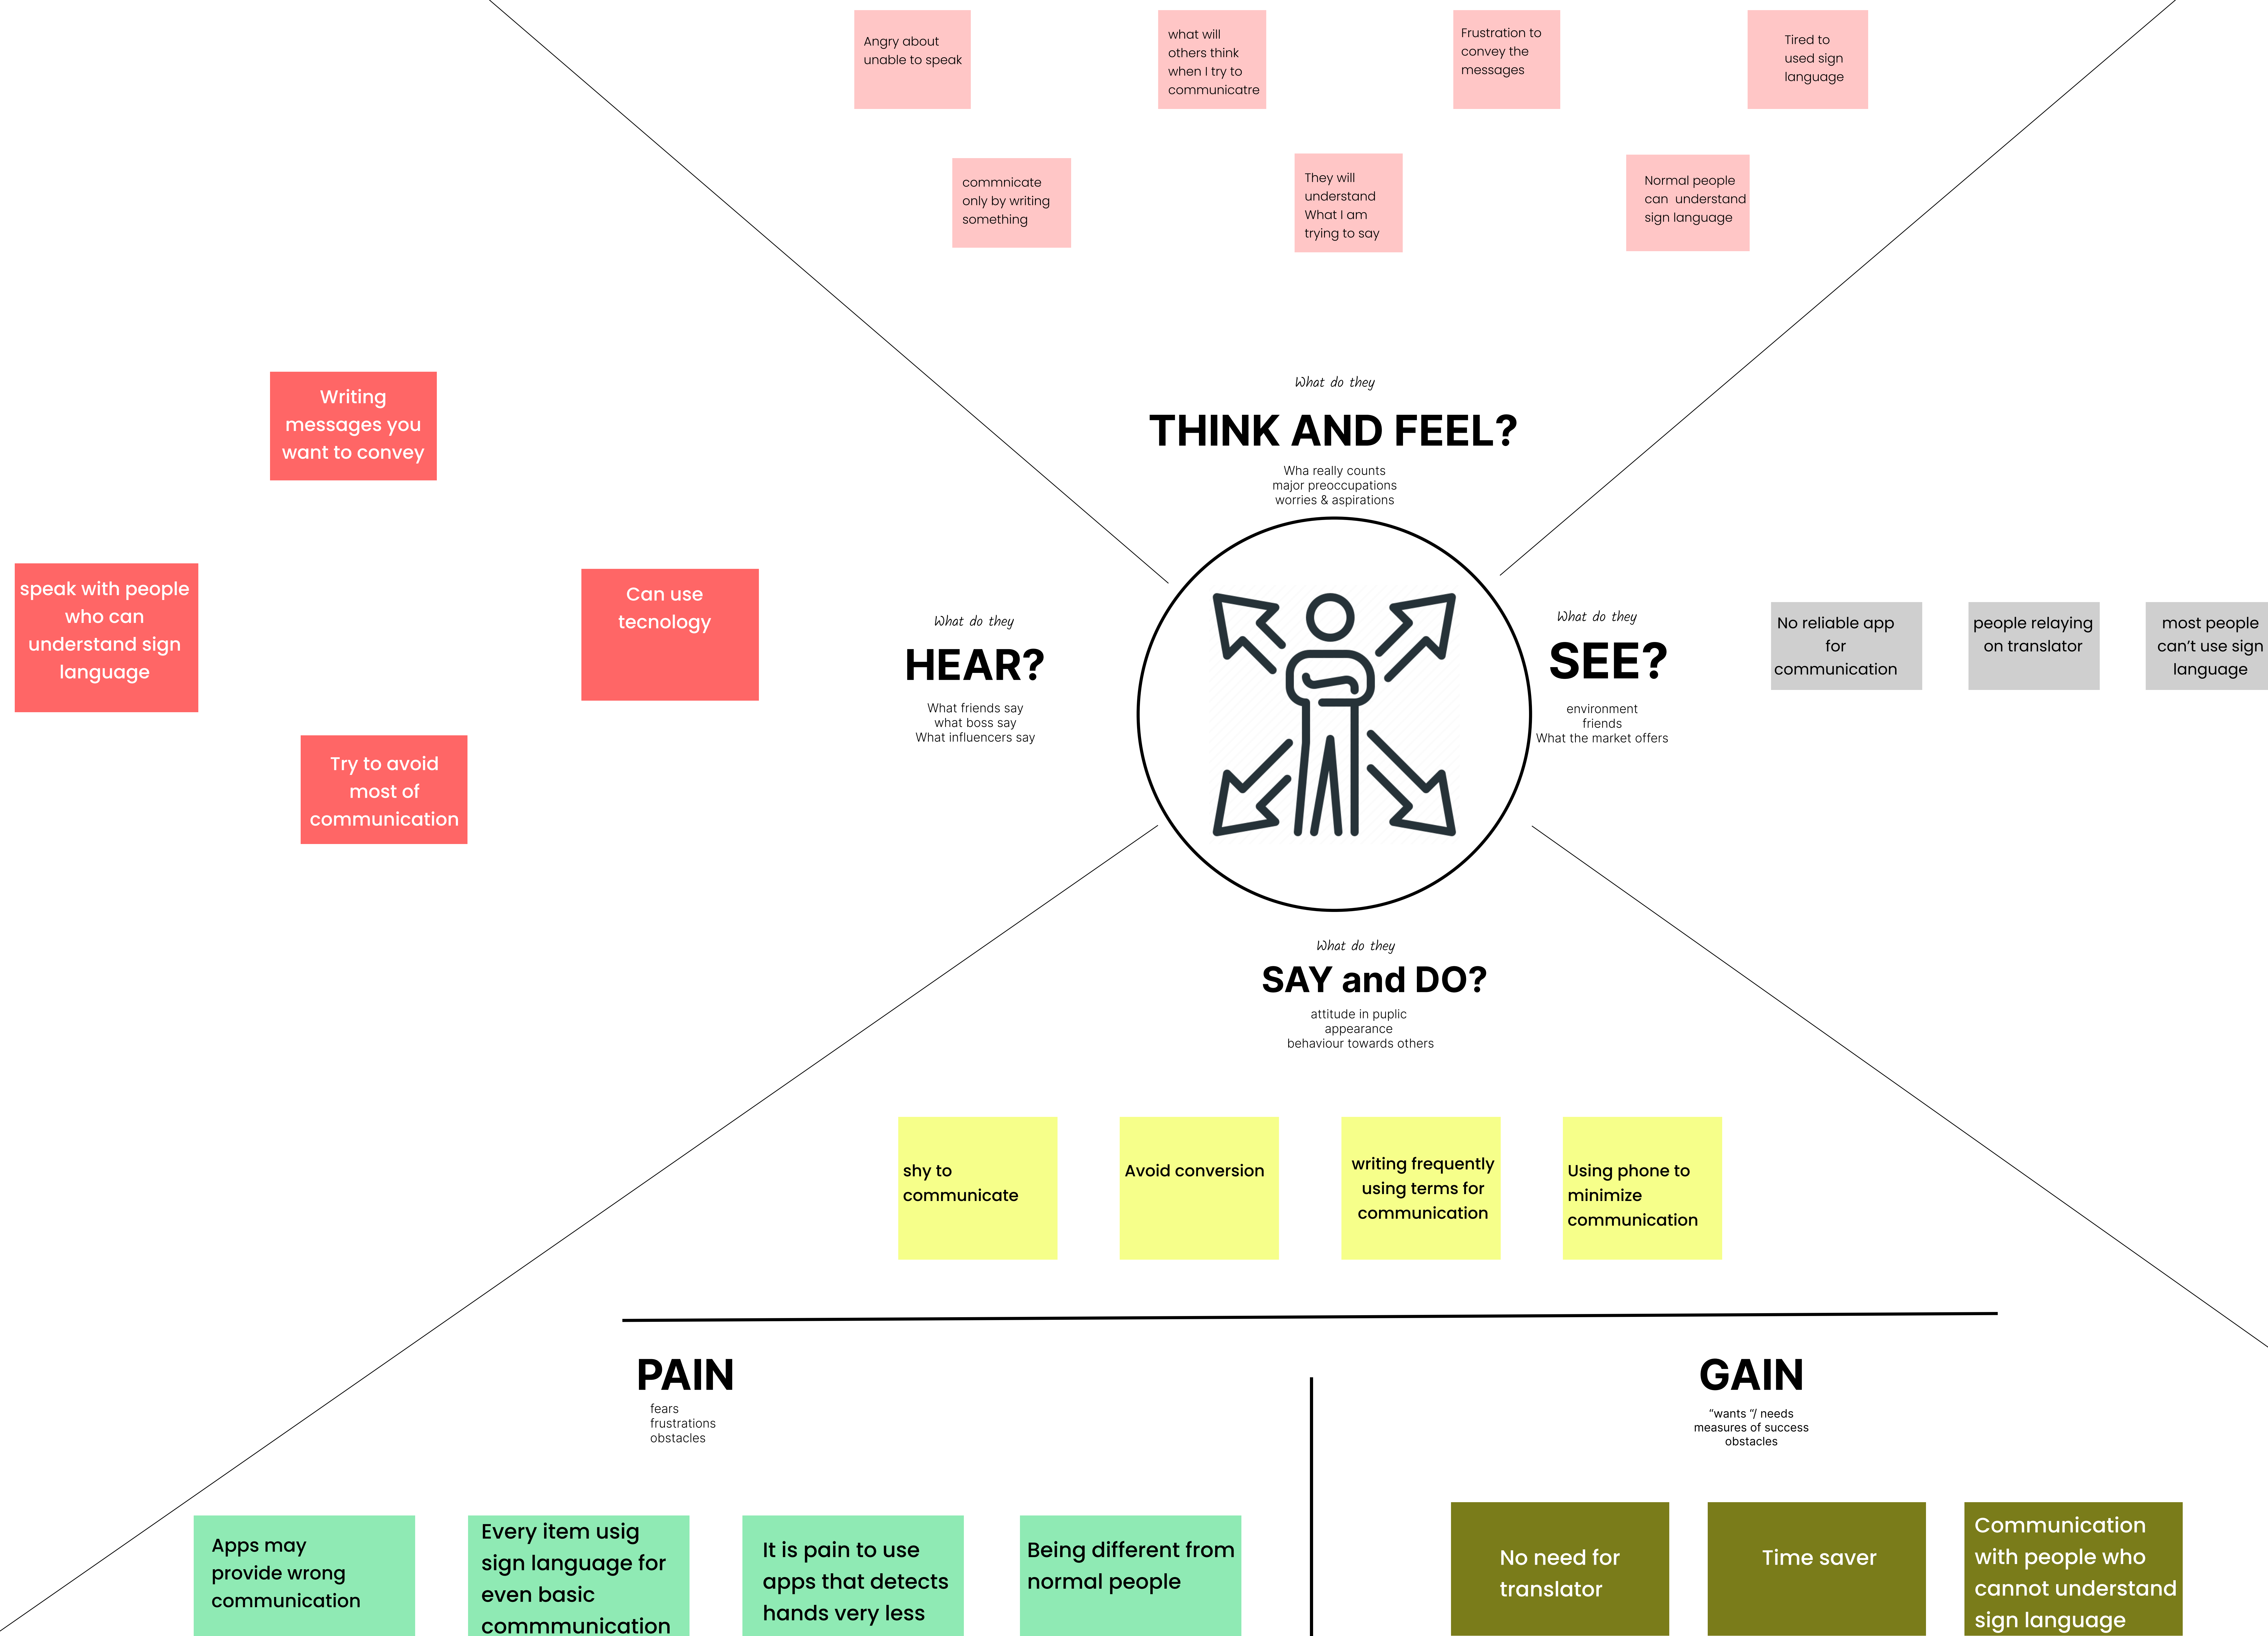 Angry about
unable to speak
what will
others think
when I try to
communicatre
Frustration to
convey the
messages
Tired to
used sign
language
commnicate
only by writing
something
They will
understand
What I am
trying to say
Normal people
can  understand
sign language
What do they
THINK AND FEEL?
Wha really counts
major preoccupations
worries & aspirations
Writing
messages you
want to convey
speak with people
who can
understand sign
language
Can use
tecnology
Try to avoid
most of
communication
What do they
HEAR?
What friends say
what boss say
What influencers say
What do they
SEE?
environment
friends
What the market offers
No reliable app
for
communication
people relaying
on translator
most people
can’t use sign
language
What do they
SAY and DO?
attitude in puplic
appearance
behaviour towards others
shy to
communicate
Avoid conversion
writing frequently
using terms for
communication
Using phone to
minimize
communication
PAIN
fears
frustrations
obstacles
Apps may
provide wrong
communication
Every item usig
sign language for
even basic
commmunication
It is pain to use
apps that detects
hands very less
Being different from
normal people
GAIN
“wants “/ needs
measures of success
obstacles
No need for
translator
Time saver
Communication
with people who
cannot understand
sign language